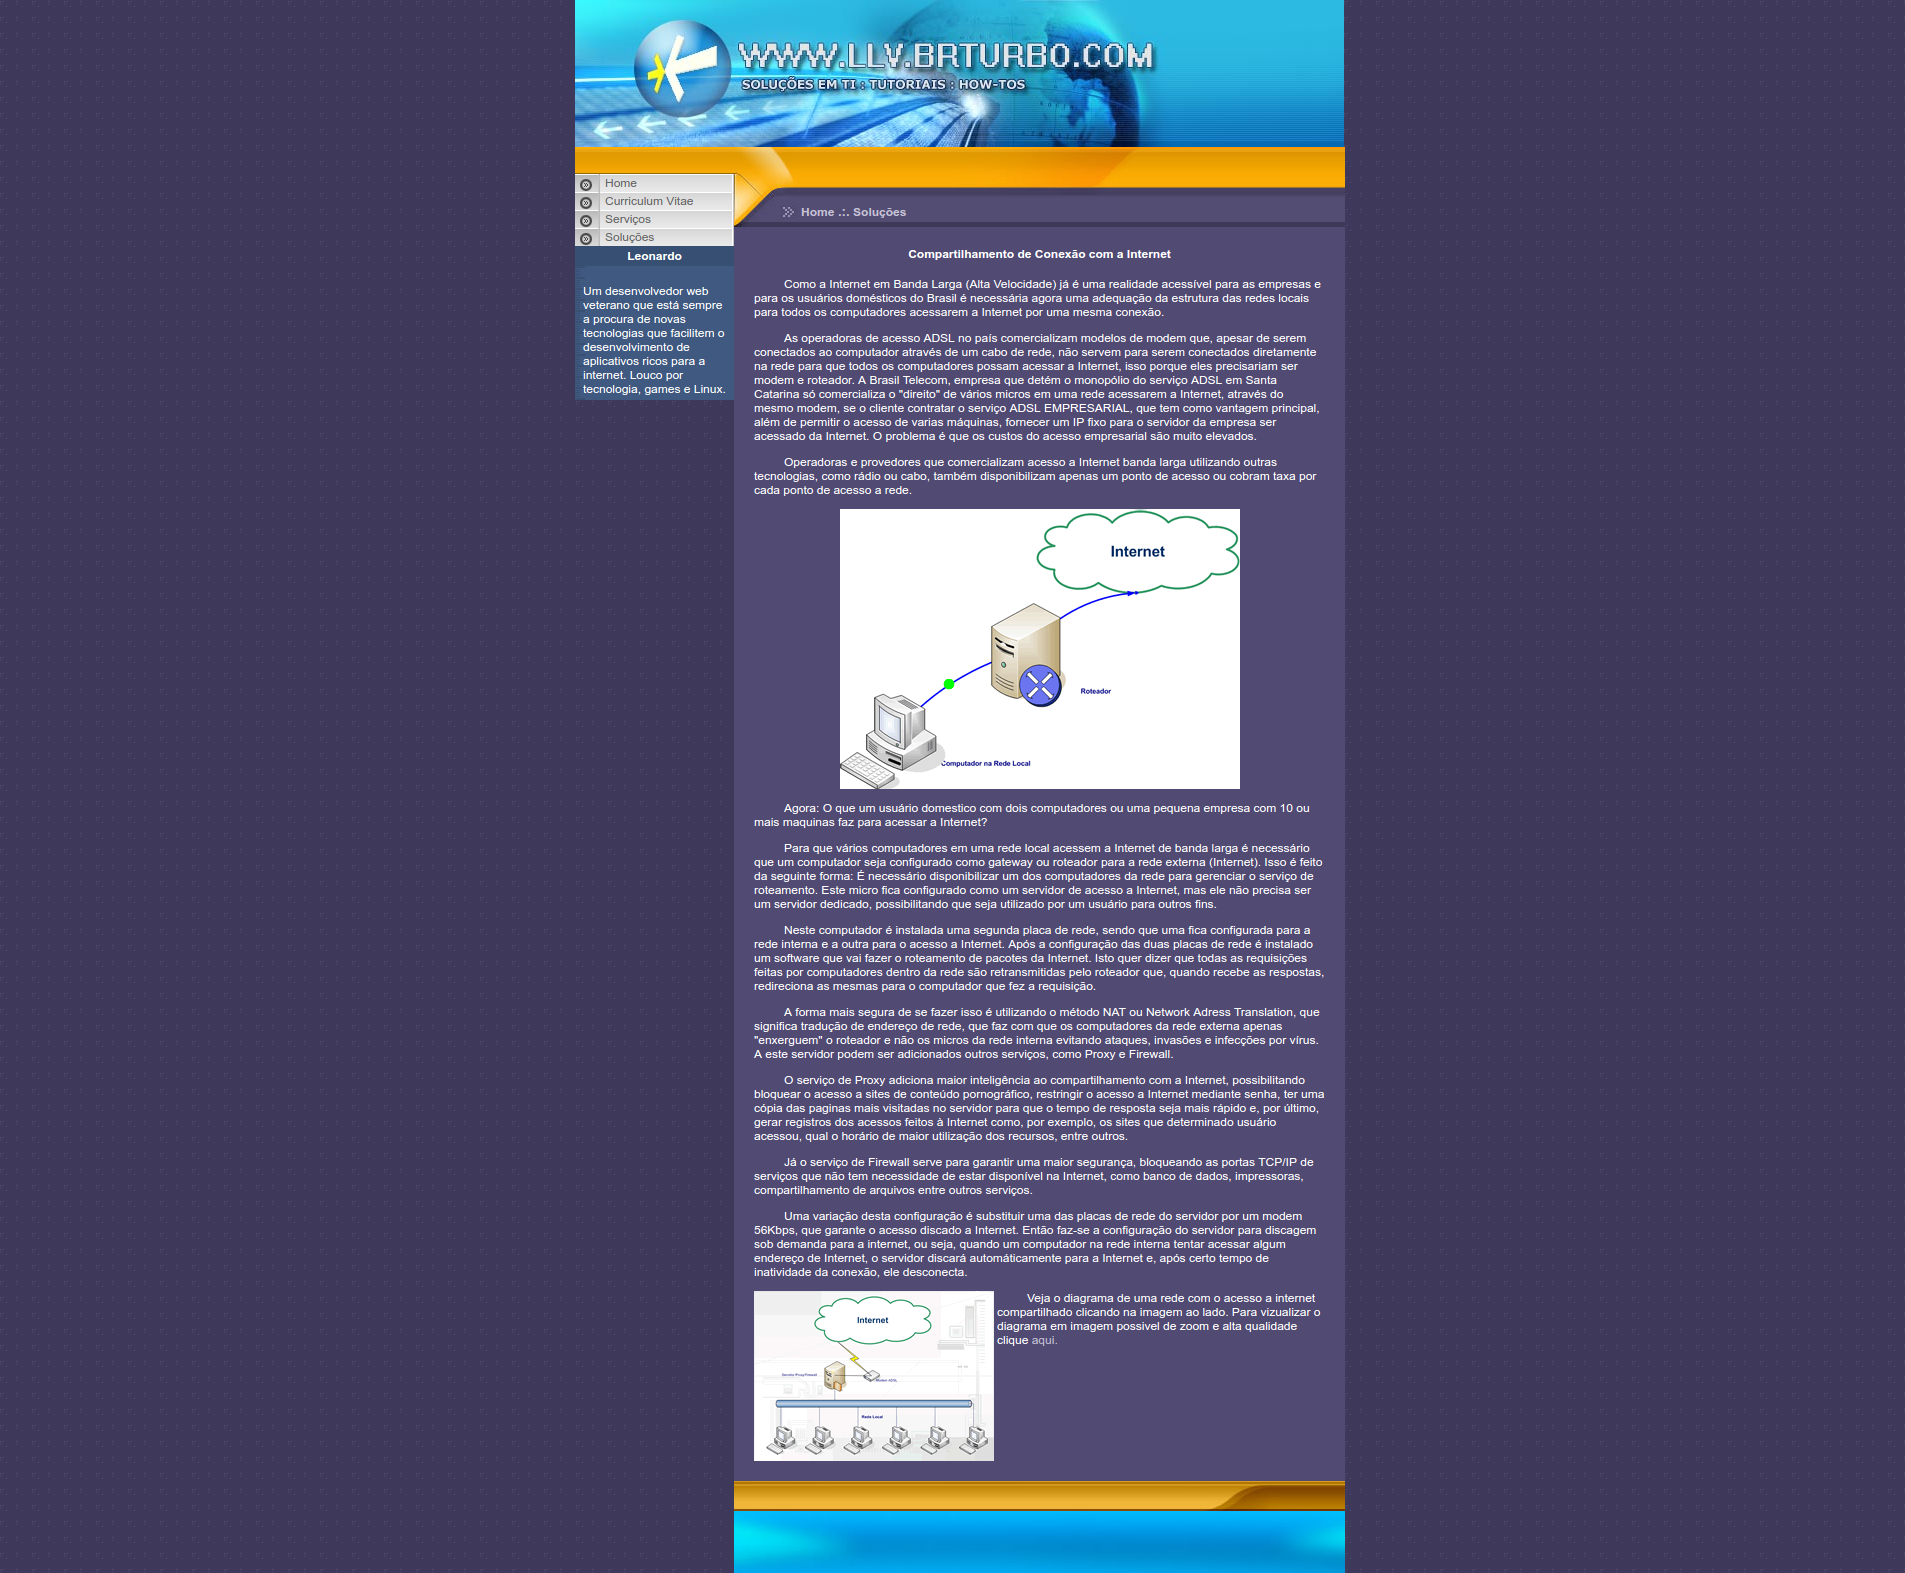 WWW.LLV.BRTURBO.COM
SOLUÇÕES EM TI : TUTORIAIS : HOW-TOS
Home
Curriculum Vitae
Serviços
Soluções
Leonardo
Um desenvolvedor web
veterano que está sempre
a procura de novas
tecnologias que facilitem o
desenvolvimento de
aplicativos ricos para a
internet. Louco por
tecnologia, games e Linux.
Home .:. Soluções
Compartilhamento de Conexão com a Internet
Como a Internet em Banda Larga (Alta Velocidade) já é uma realidade acessível para as empresas e
para os usuários domésticos do Brasil é necessária agora uma adequação da estrutura das redes locais
para todos os computadores acessarem a Internet por uma mesma conexão.
As operadoras de acesso ADSL no país comercializam modelos de modem que, apesar de serem
conectados ao computador através de um cabo de rede, não servem para serem conectados diretamente
na rede para que todos os computadores possam acessar a Internet, isso porque eles precisariam ser
modem e roteador. A Brasil Telecom, empresa que detém o monopólio do serviço ADSL em Santa
Catarina só comercializa o "direito" de vários micros em uma rede acessarem a Internet, através do
mesmo modem, se o cliente contratar o serviço ADSL EMPRESARIAL, que tem como vantagem principal,
além de permitir o acesso de varias máquinas, fornecer um IP fixo para o servidor da empresa ser
acessado da Internet. O problema é que os custos do acesso empresarial são muito elevados.
Operadoras e provedores que comercializam acesso a Internet banda larga utilizando outras
tecnologias, como rádio ou cabo, também disponibilizam apenas um ponto de acesso ou cobram taxa por
cada ponto de acesso a rede.
Internet
Roteador
Computador na Rede Local
Agora: O que um usuário domestico com dois computadores ou uma pequena empresa com 10 ou
mais maquinas faz para acessar a Internet?
Para que vários computadores em uma rede local acessem a Internet de banda larga é necessário
que um computador seja configurado como gateway ou roteador para a rede externa (Internet). Isso é feito
da seguinte forma: É necessário disponibilizar um dos computadores da rede para gerenciar o serviço de
roteamento. Este micro fica configurado como um servidor de acesso a Internet, mas ele não precisa ser
um servidor dedicado, possibilitando que seja utilizado por um usuário para outros fins.
Neste computador é instalada uma segunda placa de rede, sendo que uma fica configurada para a
rede interna e a outra para o acesso a Internet. Após a configuração das duas placas de rede é instalado
um software que vai fazer o roteamento de pacotes da Internet. Isto quer dizer que todas as requisições
feitas por computadores dentro da rede são retransmitidas pelo roteador que, quando recebe as respostas,
redireciona as mesmas para o computador que fez a requisição.
A forma mais segura de se fazer isso é utilizando o método NAT ou Network Adress Translation, que
significa tradução de endereço de rede, que faz com que os computadores da rede externa apenas
"enxerguem" o roteador e não os micros da rede interna evitando ataques, invasões e infecções por vírus.
A este servidor podem ser adicionados outros serviços, como Proxy e Firewall.
O serviço de Proxy adiciona maior inteligência ao compartilhamento com a Internet, possibilitando
bloquear o acesso a sites de conteúdo pornográfico, restringir o acesso a Internet mediante senha, ter uma
cópia das paginas mais visitadas no servidor para que o tempo de resposta seja mais rápido e, por último,
gerar registros dos acessos feitos à Internet como, por exemplo, os sites que determinado usuário
acessou, qual o horário de maior utilização dos recursos, entre outros.
Já o serviço de Firewall serve para garantir uma maior segurança, bloqueando as portas TCP/IP de
serviços que não tem necessidade de estar disponível na Internet, como banco de dados, impressoras,
compartilhamento de arquivos entre outros serviços.
Uma variação desta configuração é substituir uma das placas de rede do servidor por um modem
56Kbps, que garante o acesso discado a Internet. Então faz-se a configuração do servidor para discagem
sob demanda para a internet, ou seja, quando um computador na rede interna tentar acessar algum
endereço de Internet, o servidor discará automáticamente para a Internet e, após certo tempo de
inatividade da conexão, ele desconecta.
Veja o diagrama de uma rede com o acesso a internet
compartilhado clicando na imagem ao lado. Para vizualizar o
diagrama em imagem possivel de zoom e alta qualidade
clique aqui.
Internet
Servidor Proxy/Firewall
Modem ADSL
Rede Local